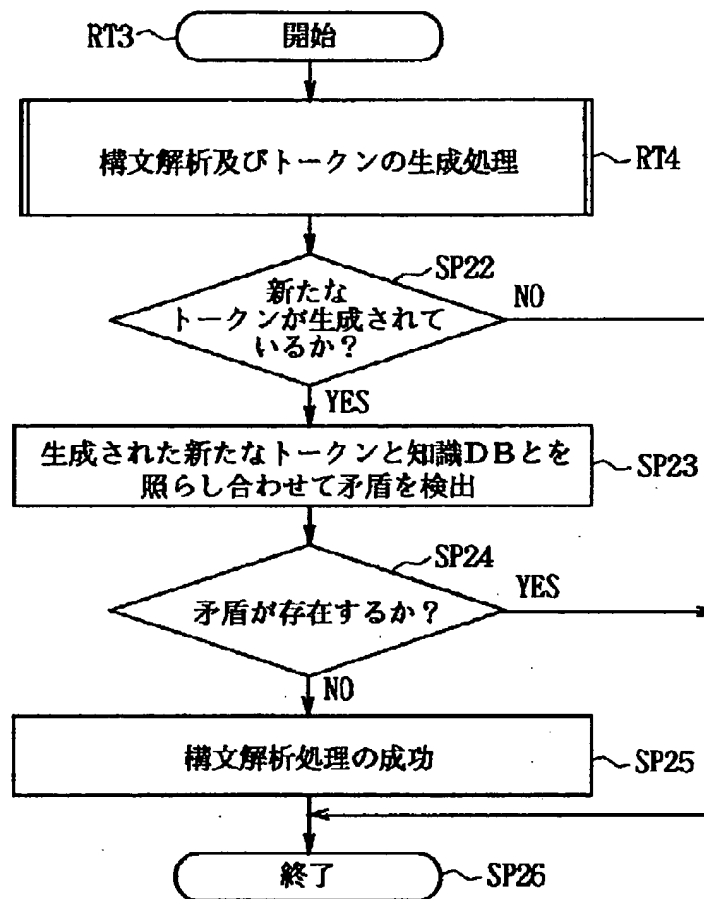 RT3
開始
構文解析及びトークンの生成処理
RT4
SP22
新たな
トークンが生成されて
いるか？
NO
YES
生成された新たなトークンと知識DBとを
照らし合わせて矛盾を検出
SP23
SP24
矛盾が存在するか？
YES
NO
構文解析処理の成功
SP25
終了
SP26